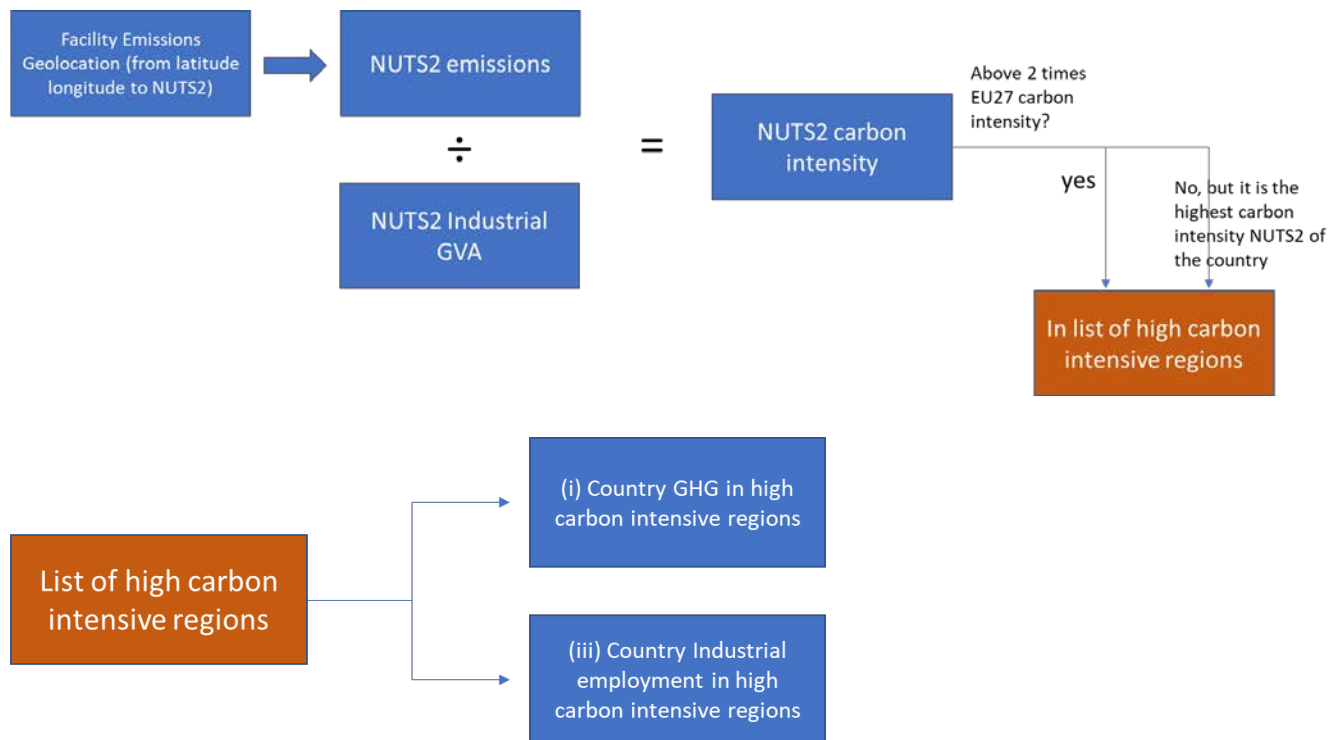 Facility Emissions
Geolocation (from latitude
longitude to NUTS2)
NUTS2 emissions
÷
NUTS2 Industrial
GVA
=
NUTS2 carbon
intensity
Above 2 times
EU27 carbon
intensity?
yes
No, but it is the
highest carbon
intensity NUTS2 of
the country
In list of high carbon
intensive regions
List of high carbon
intensive regions
(i) Country GHG in high
carbon intensive regions
(iii) Country Industrial
employment in high
carbon intensive regions